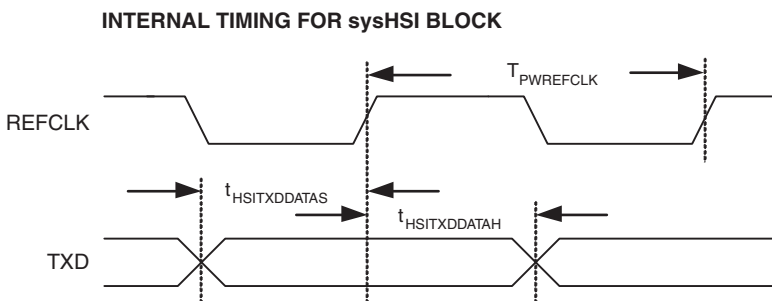 INTERNAL TIMING FOR sysHSI BLOCK
TPWREFCLK
REFCLK
tHSITXDDATAS
tHSITXDDATAH
TXD